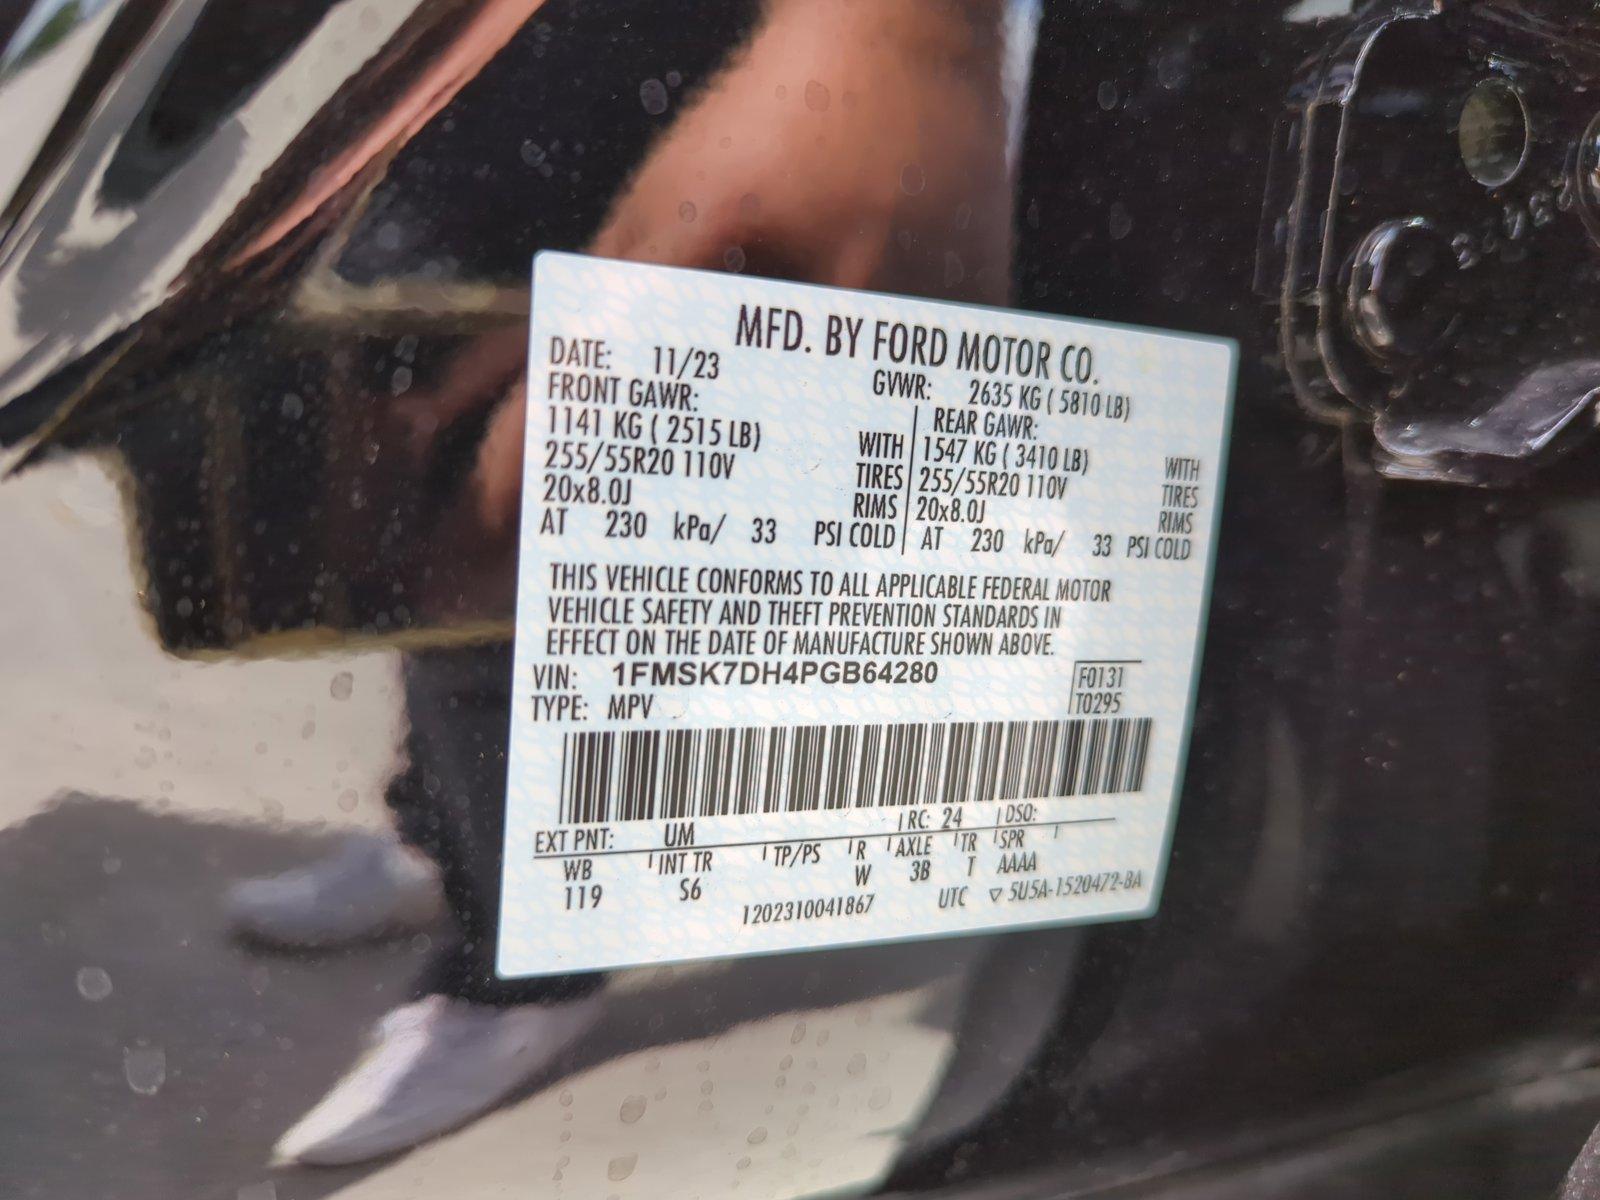 MFD. BY FORD MOTOR CO.
DATE: 11/23 GVWR: 2635 KG ( 5810 LB)
FRONT GAWR: REAR GAWR:
1141 KG ( 2515 LB) WITH 1547 KG ( 3410 LB) WITH
255/55R20 110V TIRES 255/55R20 110V TIRES
20x8.0J RIMS 20x8.0J RIMS
AT 230 kPa/ 33 PSI COLD AT 230 kPa/ 33 PSI COLD
THIS VEHICLE CONFORMS TO ALL APPLICABLE FEDERAL MOTOR
VEHICLE SAFETY AND THEFT PREVENTION STANDARDS IN
EFFECT ON THE DATE OF MANUFACTURE SHOWN ABOVE.
VIN: 1FMSK7DH4PGB64280 F0131
TYPE: MPV T0295
EXT PNT: UM RC: 24 DSO:
WB INT TR TP/PS R AXLE TR SPR
119 S6 W 3B T AAAA
1202310041867 UTC ▽ 5U5A-1520472-BA